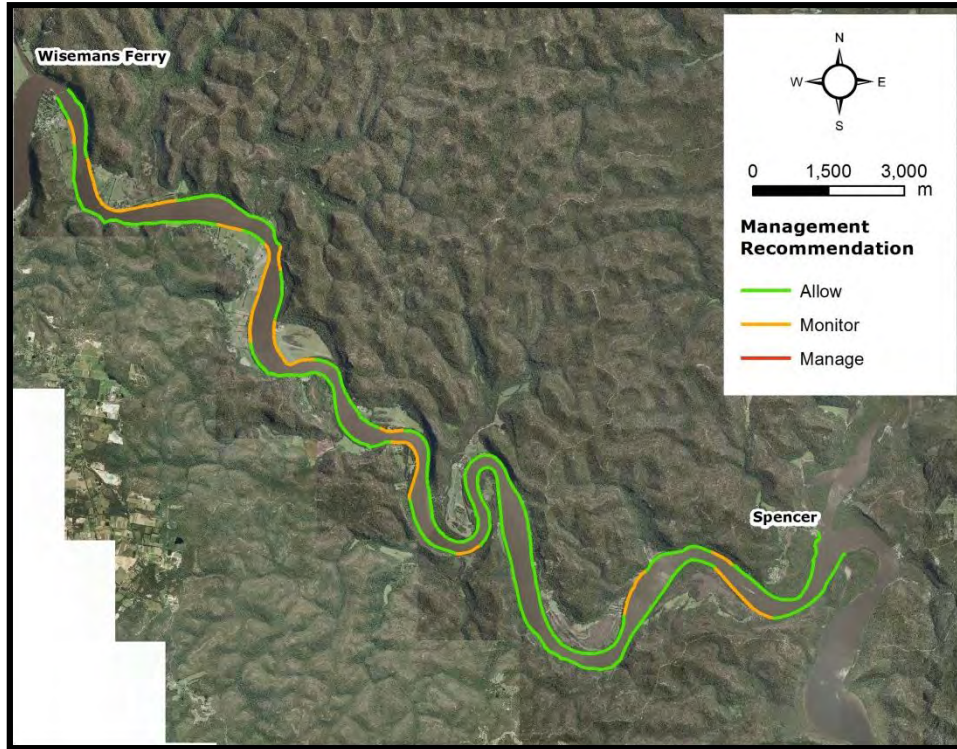 Wisemans Ferry
N
W E
S
0 1,500 3,000
m
Management
Recommendation
Allow
Monitor
Manage
Spencer